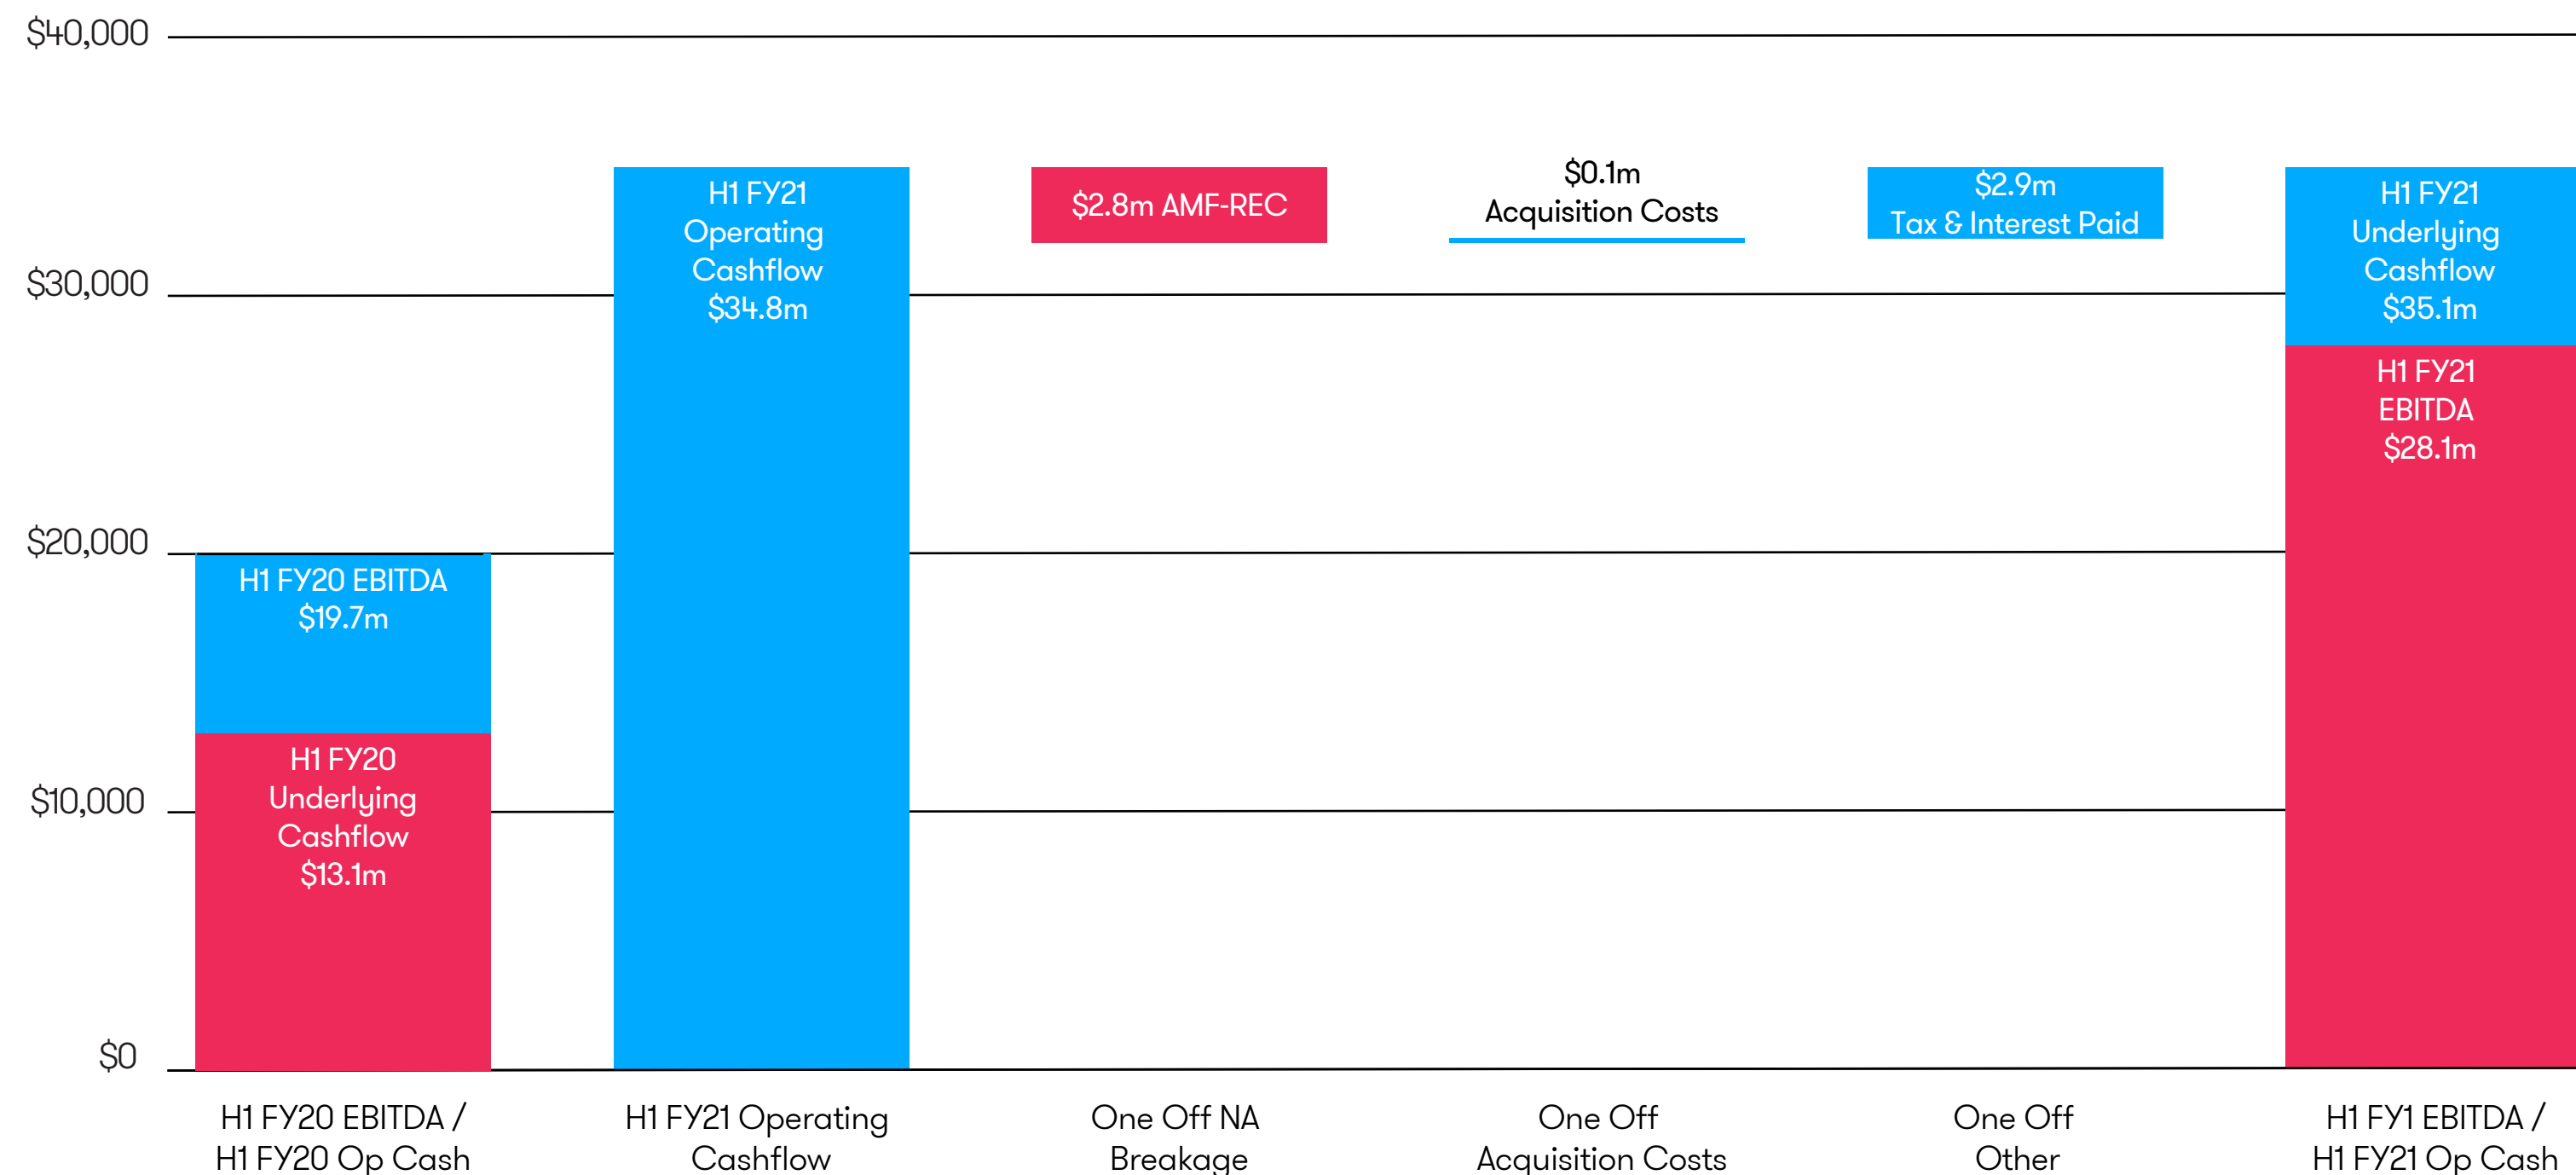 $40,000
$30,000
$20,000
$10,000
$0
H1 FY20 EBITDA
$19.7m
H1 FY20
Underlying
Cashflow
$13.1m
H1 FY21
Operating
Cashflow
$34.8m
$2.8m AMF-REC
$0.1m
Acquisition Costs
$2.9m
Tax & Interest Paid
H1 FY21
Underlying
Cashflow
$35.1m
H1 FY21
EBITDA
$28.1m
H1 FY20 EBITDA /
H1 FY20 Op Cash
H1 FY21 Operating
Cashflow
One Off NA
Breakage
One Off
Acquisition Costs
One Off
Other
H1 FY1 EBITDA /
H1 FY21 Op Cash